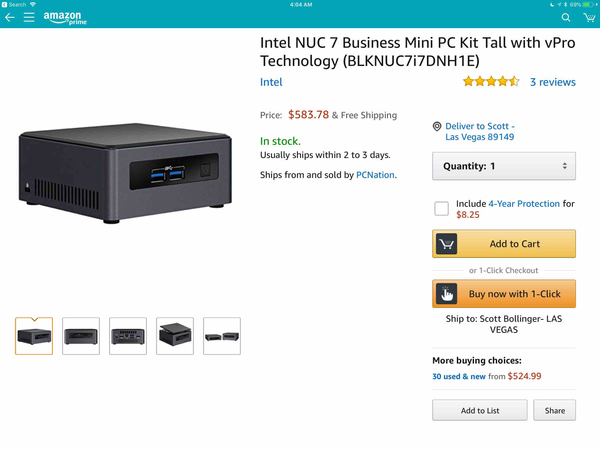 Search
4:04 AM
69%
amazon
prime
Intel NUC 7 Business Mini PC Kit Tall with vPro
Technology (BLKNUC7i7DNH1E)
Intel
3 reviews
Price: $583.78 & Free Shipping
In stock.
Usually ships within 2 to 3 days.
Ships from and sold by PCNation.
Deliver to Scott -
Las Vegas 89149
Quantity: 1
Include 4-Year Protection for
$8.25
Add to Cart
or 1-Click Checkout
Buy now with 1-Click
Ship to: Scott Bollinger- LAS
VEGAS
More buying choices:
30 used & new from $524.99
Add to List
Share